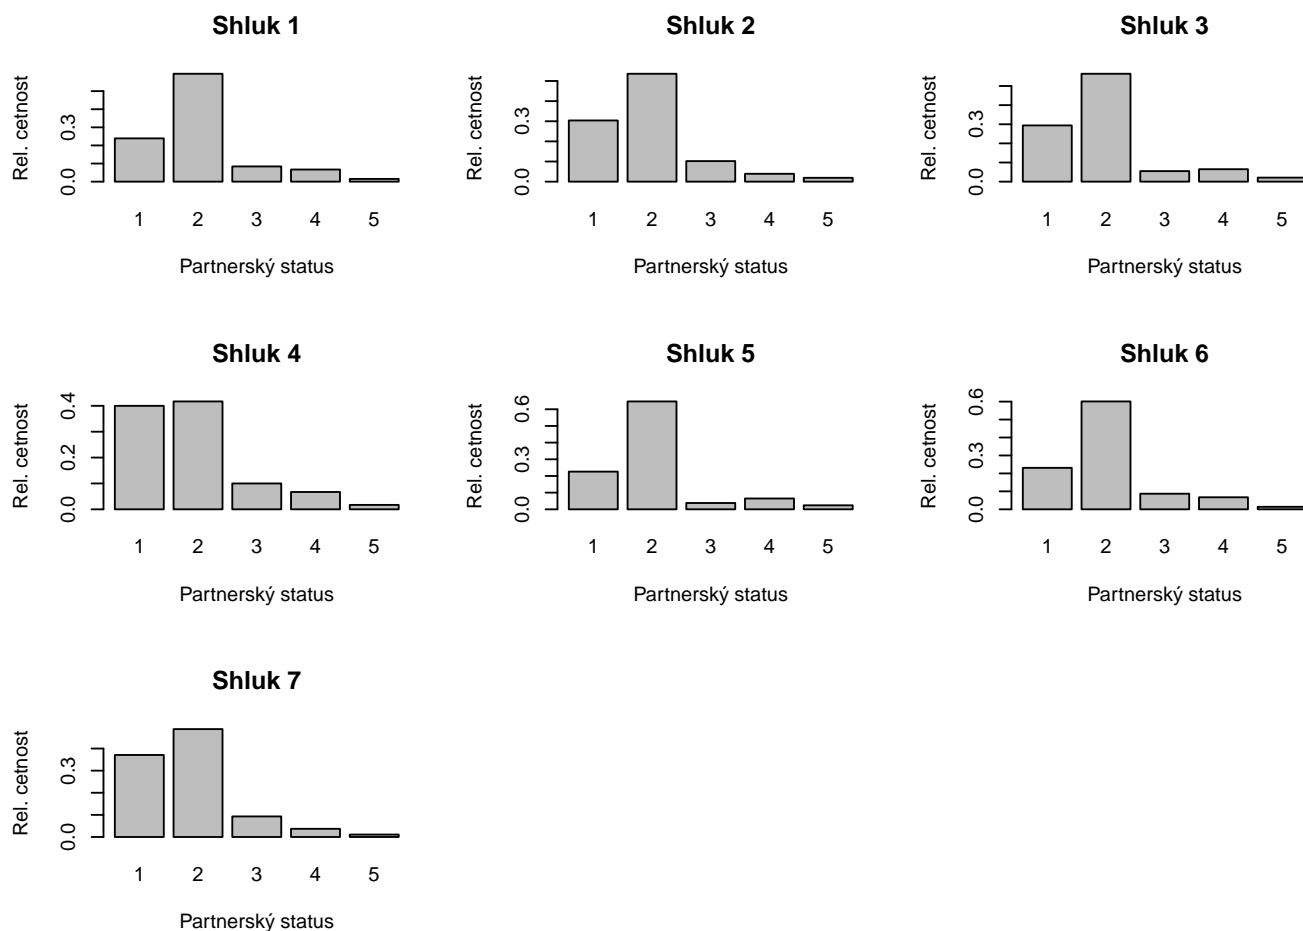 Shluk 1
Rel. cetnost
0.0 0.3
1 2 3 4 5
Partnerský status
Shluk 2
Rel. cetnost
0.0 0.3
1 2 3 4 5
Partnerský status
Shluk 3
Rel. cetnost
0.0 0.3
1 2 3 4 5
Partnerský status
Shluk 4
Rel. cetnost
0.0 0.2 0.4
1 2 3 4 5
Partnerský status
Shluk 5
Rel. cetnost
0.0 0.3 0.6
1 2 3 4 5
Partnerský status
Shluk 6
Rel. cetnost
0.0 0.3 0.6
1 2 3 4 5
Partnerský status
Shluk 7
Rel. cetnost
0.0 0.3
1 2 3 4 5
Partnerský status